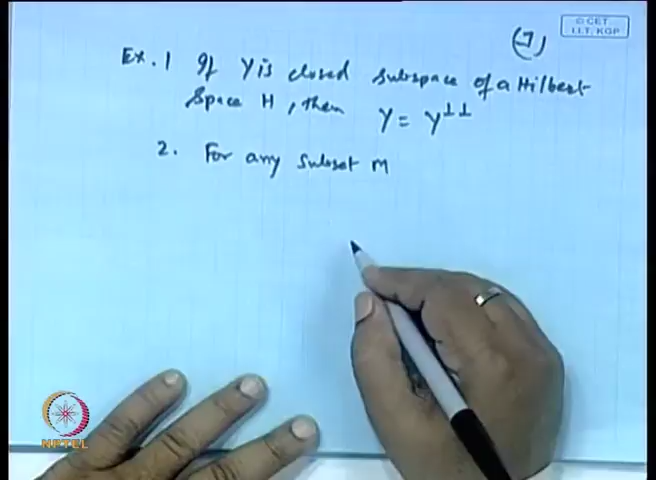 (-7)
© CET
I.I.T. KGP
Ex. 1 If Y is closed subspace of a Hilbert
Space H, then Y = Y⊥⊥
2. For any subset M
NPTEL